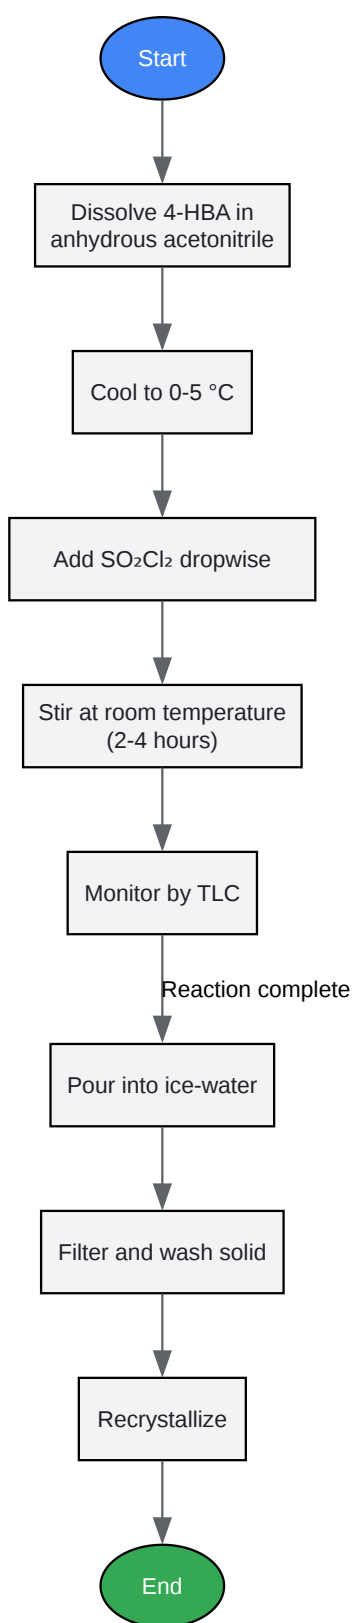 Start
Dissolve 4-HBA in
anhydrous acetonitrile
Cool to 0-5 °C
Add SO₂Cl₂ dropwise
Stir at room temperature
(2-4 hours)
Monitor by TLC
Reaction complete
Pour into ice-water
Filter and wash solid
Recrystallize
End